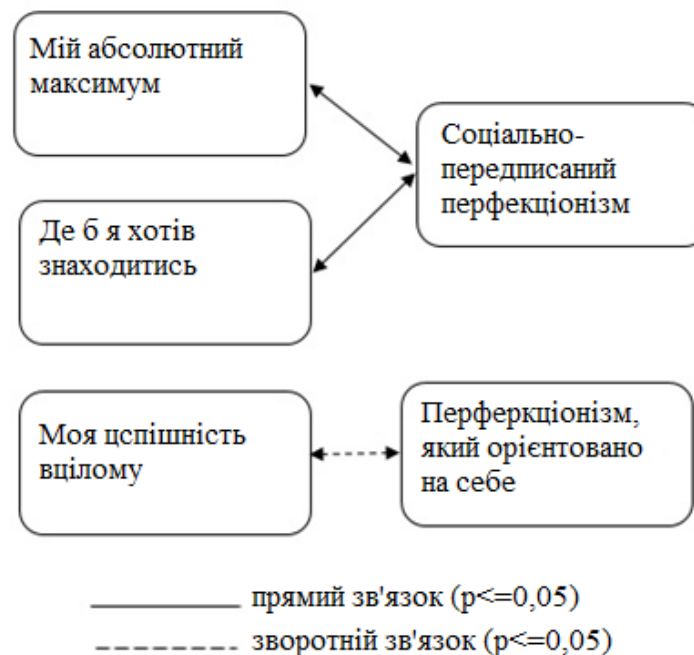 Мій абсолютний
максимум
Соціально-
передписаний
перфекціонізм
Де б я хотів
знаходитись
Моя цспішність
вцілому
Перферкціонізм,
який орієнтовано
на себе
прямий зв'язок (p<=0,05)
зворотній зв'язок (p<=0,05)